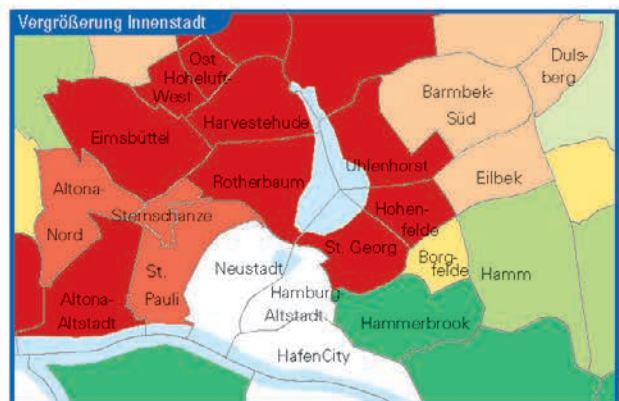 Vergrößerung Innenstadt
Ost
Hoheluft-
West
Duls-
berg
Barmbek-
Süd
Eimsbüttel
Harvestehude
Uhlenhorst
Altona-
Nord
Rotherbaum
Eilbek
Sternschanze
Hohen-
felde
St. Georg
Borg-
felde
Hamm
St.
Pauli
Neustadt
Altona-
Altstadt
Hamburg-
Altstadt
Hammerbrook
HafenCity